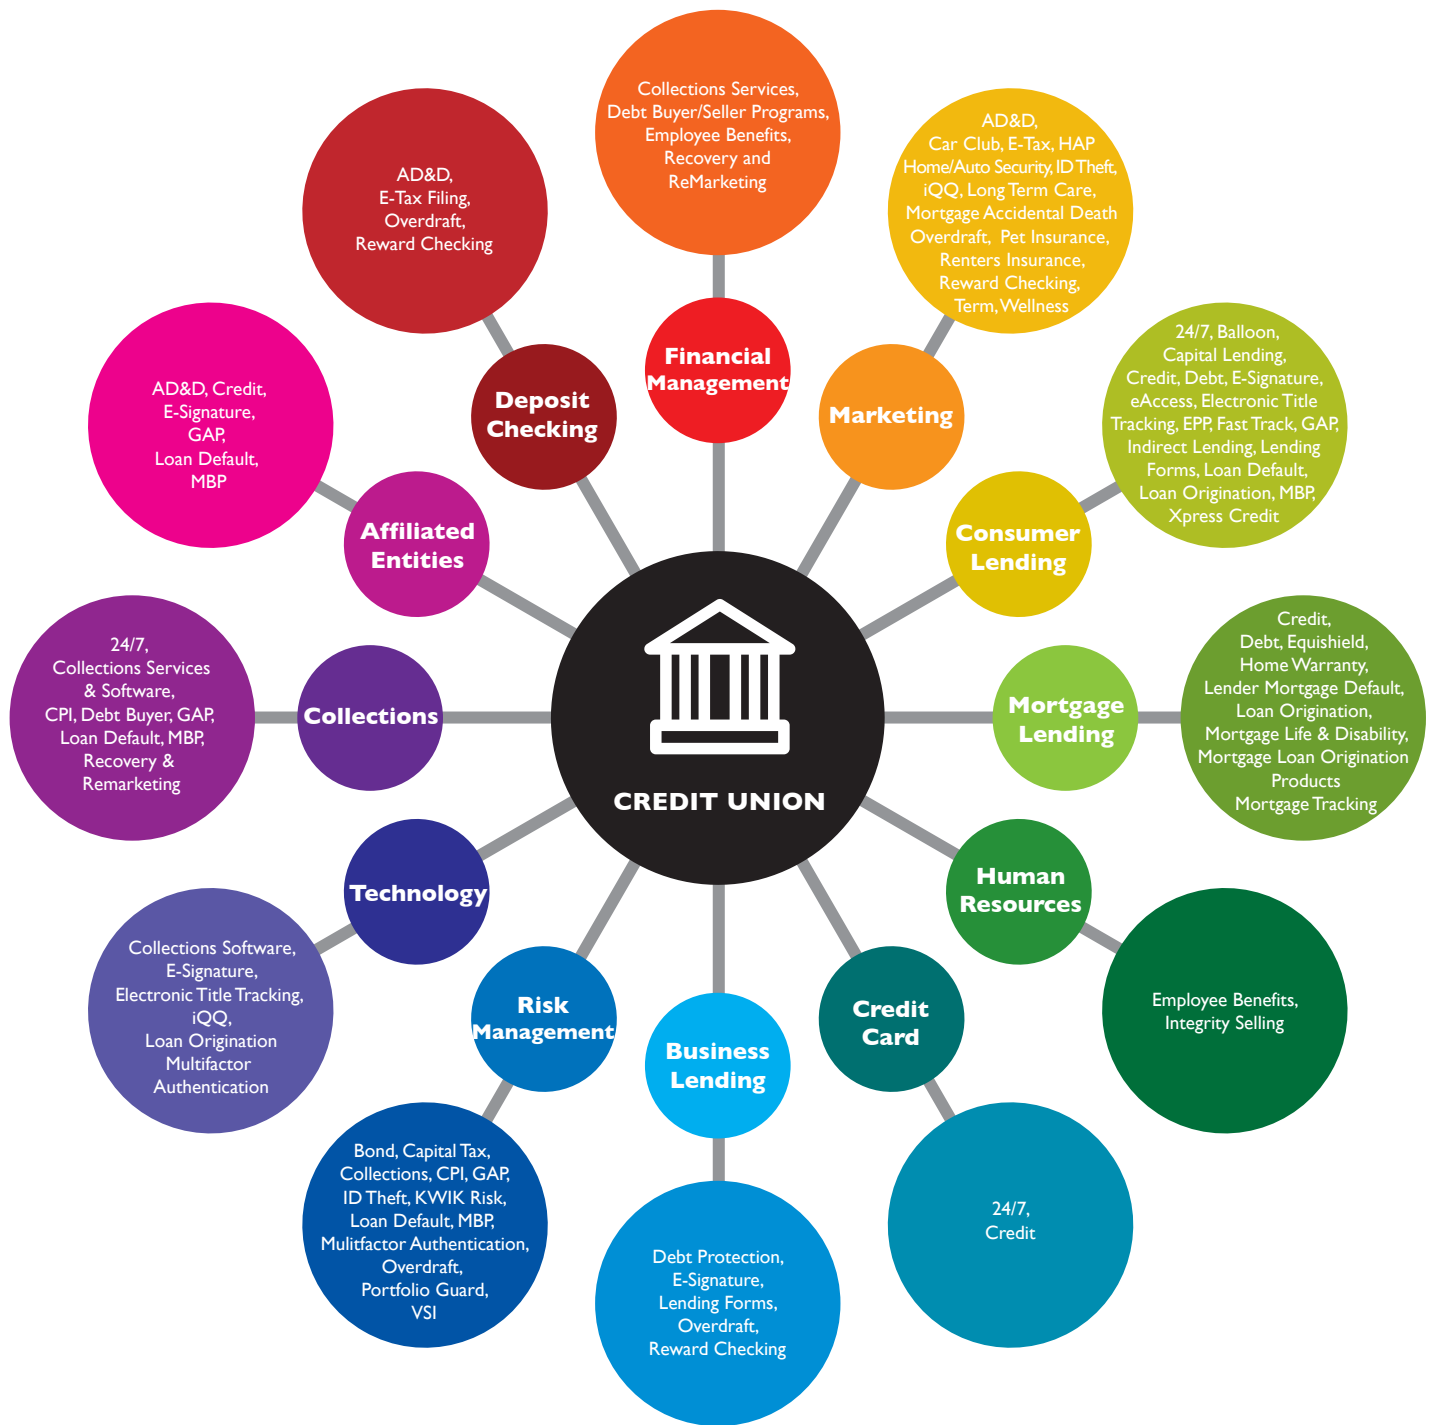 Collections Services,
Debt Buyer/Seller Programs,
Employee Benefits,
Recovery and
ReMarketing
Financial
Management
AD&D,
Car Club, E-Tax, HAP
Home/Auto Security, ID Theft,
iQQ, Long Term Care,
Mortgage Accidental Death
Overdraft, Pet Insurance,
Renters Insurance,
Reward Checking,
Term, Wellness
Marketing
24/7, Balloon,
Capital Lending,
Credit, Debt, E-Signature,
eAccess, Electronic Title
Tracking, EPP, Fast Track, GAP,
Indirect Lending, Lending
Forms, Loan Default,
Loan Origination, MBP,
Xpress Credit
Consumer
Lending
Credit,
Debt, Equishield,
Home Warranty,
Lender Mortgage Default,
Loan Origination,
Mortgage Life & Disability,
Mortgage Loan Origination
Products
Mortgage Tracking
Mortgage
Lending
Human
Resources
Employee Benefits,
Integrity Selling
Credit
Card
24/7,
Credit
Business
Lending
Debt Protection,
E-Signature,
Lending Forms,
Overdraft,
Reward Checking
Risk
Management
Bond, Capital Tax,
Collections, CPI, GAP,
ID Theft, KWIK Risk,
Loan Default, MBP,
Mulitfactor Authentication,
Overdraft,
Portfolio Guard,
VSI
Technology
Collections Software,
E-Signature,
Electronic Title Tracking,
iQQ,
Loan Origination
Multifactor
Authentication
Collections
24/7,
Collections Services
& Software,
CPI, Debt Buyer, GAP,
Loan Default, MBP,
Recovery &
Remarketing
Affiliated
Entities
AD&D, Credit,
E-Signature,
GAP,
Loan Default,
MBP
Deposit
Checking
AD&D,
E-Tax Filing,
Overdraft,
Reward Checking
CREDIT UNION